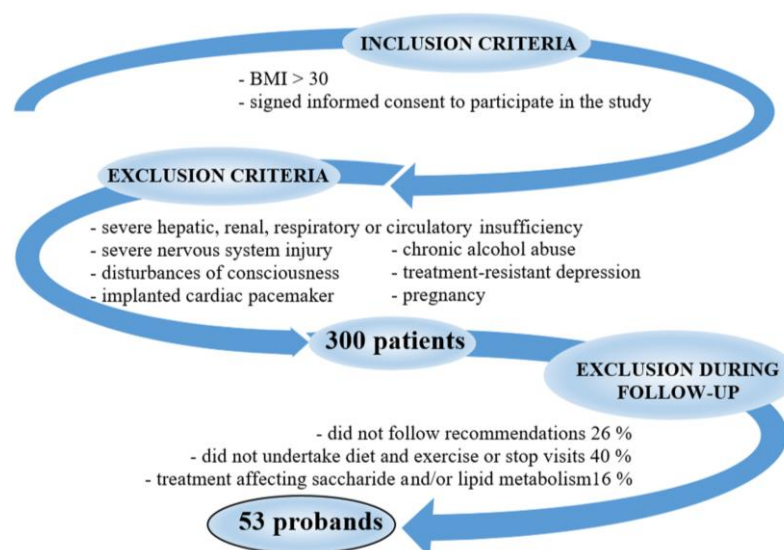 INCLUSION CRITERIA
- BMI > 30
- signed informed consent to participate in the study
EXCLUSION CRITERIA
- severe hepatic, renal, respiratory or circulatory insufficiency
- severe nervous system injury
- chronic alcohol abuse
- disturbances of consciousness
- treatment-resistant depression
- implanted cardiac pacemaker
- pregnancy
300 patients
EXCLUSION DURING
FOLLOW-UP
- did not follow recommendations 26 %
- did not undertake diet and exercise or stop visits 40 %
- treatment affecting saccharide and/or lipid metabolism16 %
53 probands